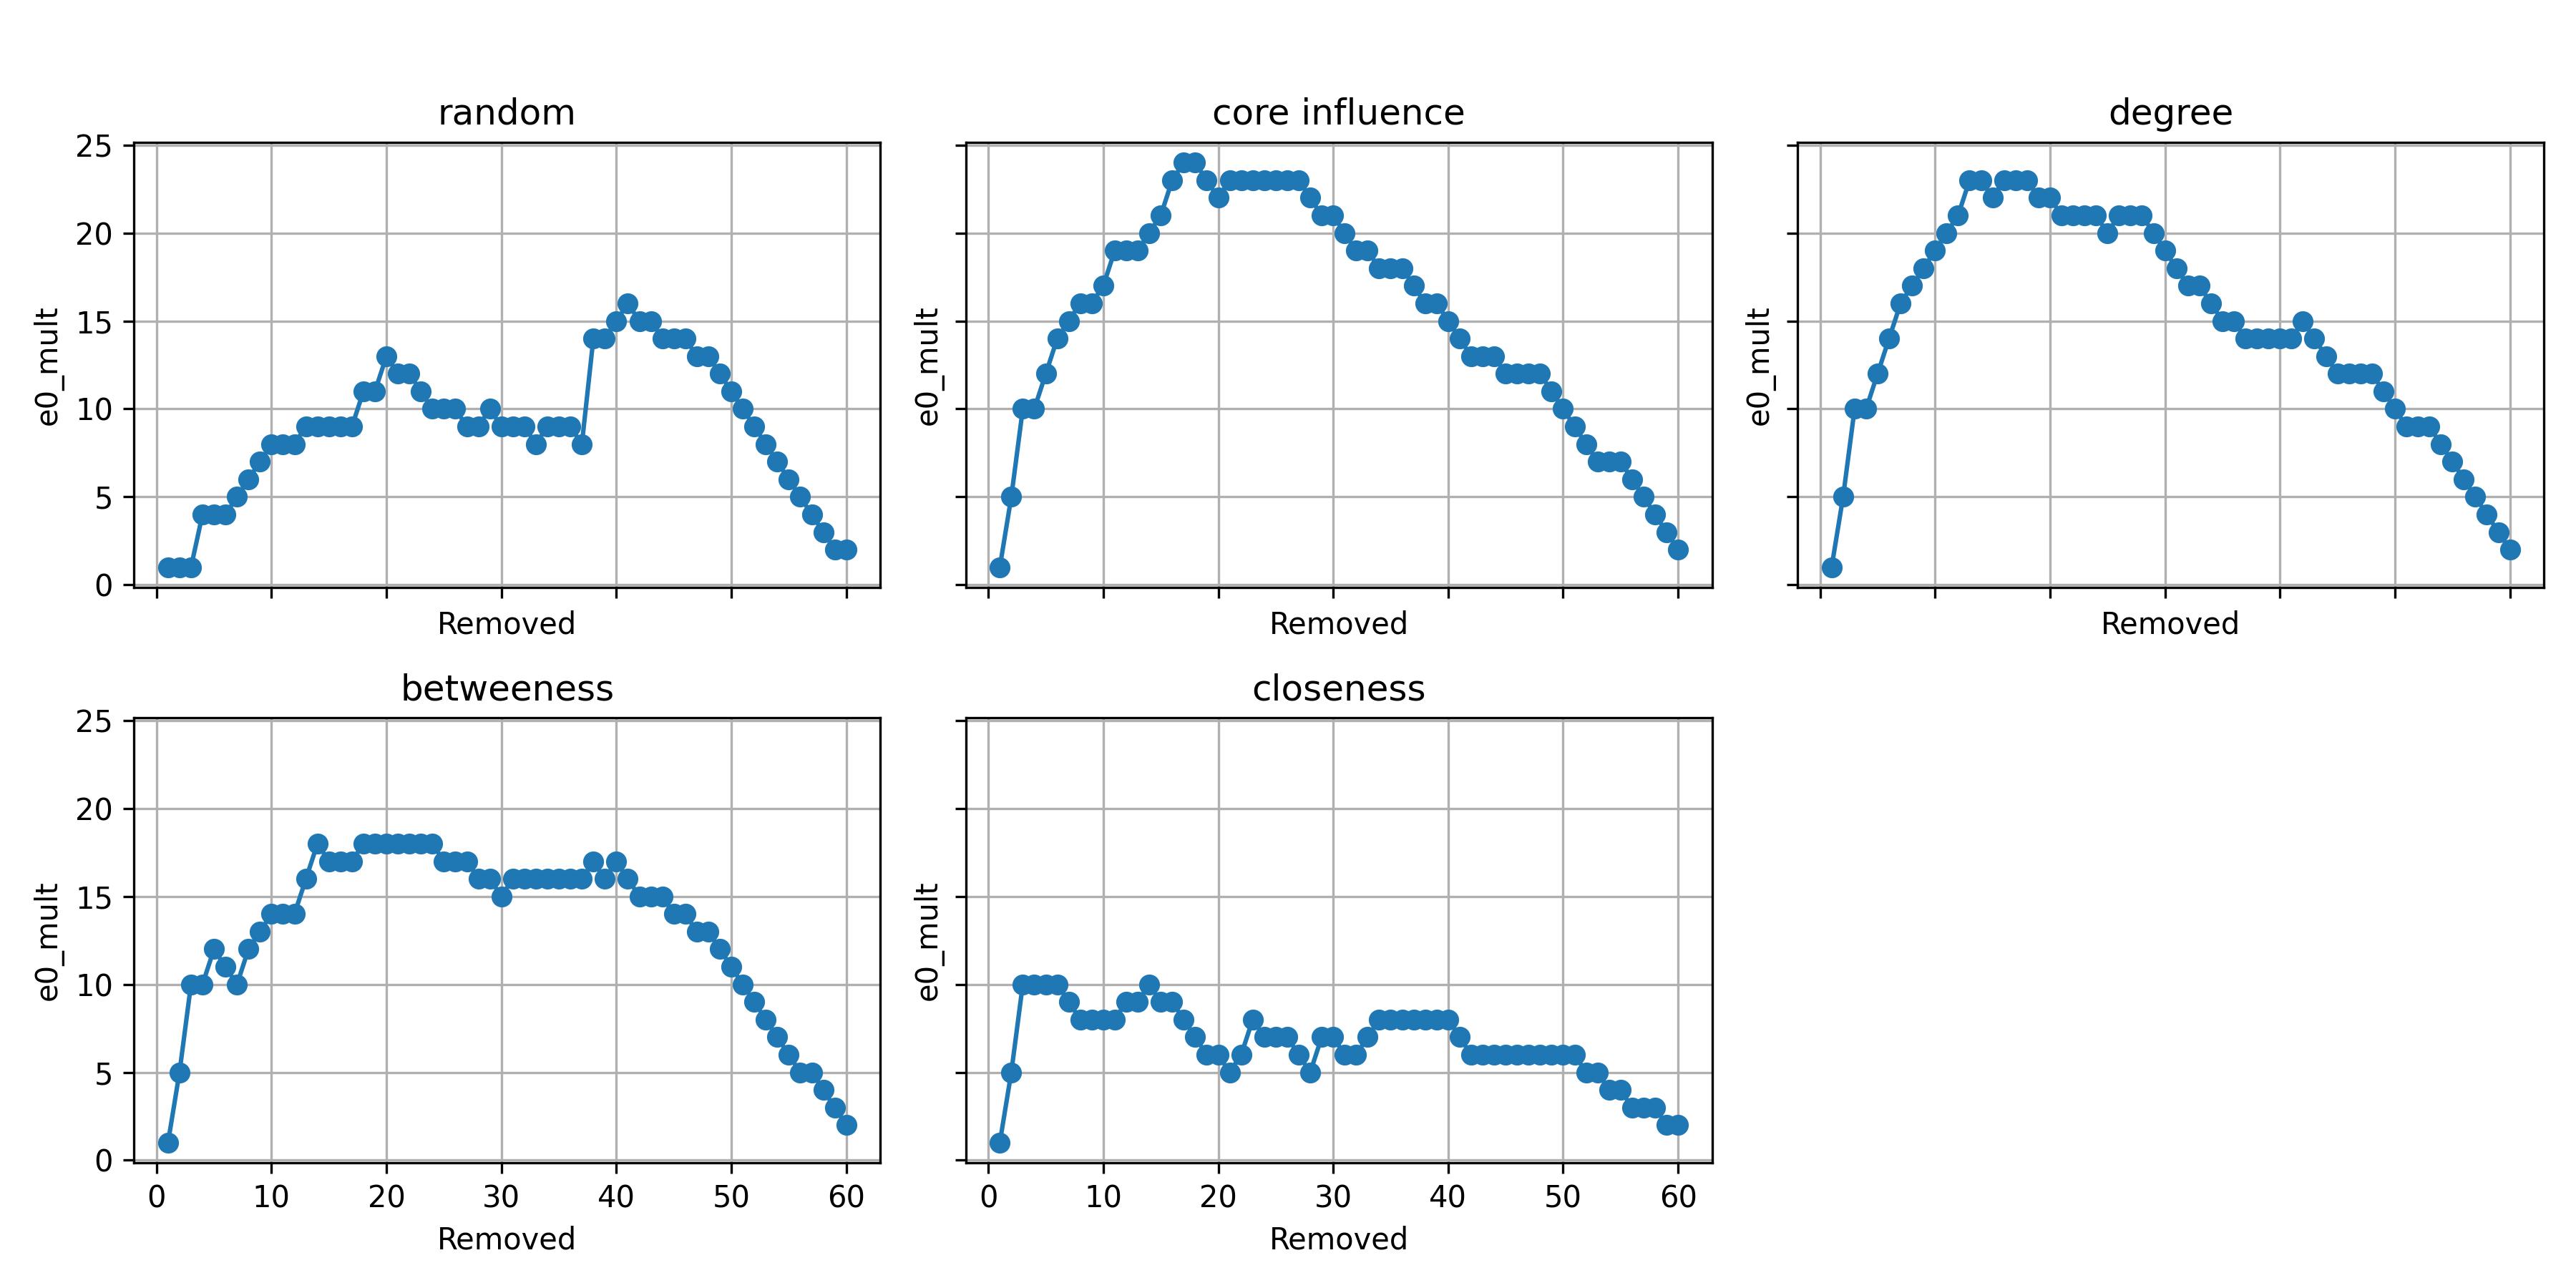 random
core influence
degree
25
20
15
10
5
0
e0_mult
e0_mult
e0_mult
Removed
Removed
Removed
betweeness
closeness
25
20
15
10
5
0
e0_mult
e0_mult
0 10 20 30 40 50 60
0 10 20 30 40 50 60
Removed
Removed